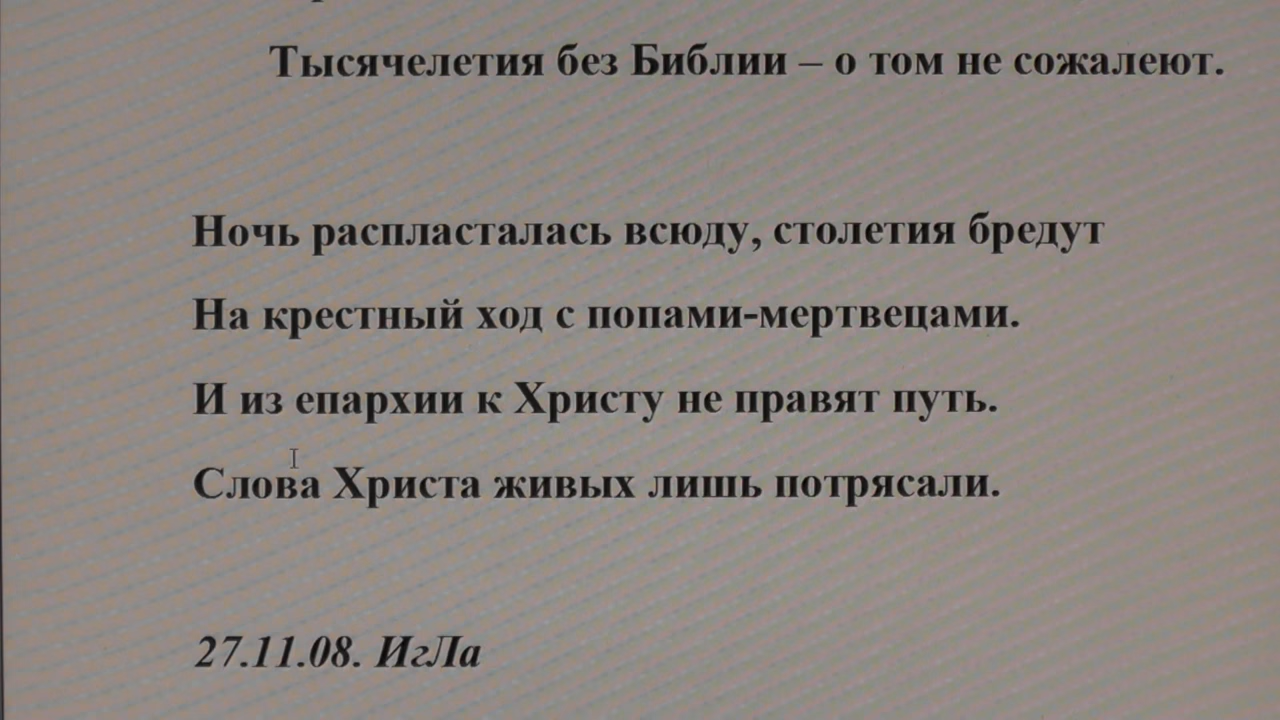 Тысячелетия без Библии – о том не сожалеют.
Ночь распласталась всюду, столетия бредут
На крестный ход с попами-мертвецами.
И из епархии к Христу не правят путь.
Слова Христа живых лишь потрясали.
27.11.08. ИгЛа